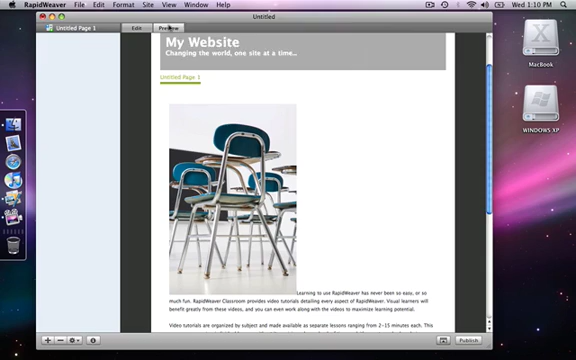 RapidWeaver File Edit Format Site View Window Help Wed 1:10 PM
Untitled
Untitled Page 1 Edit Preview
My Website
Changing the world, one site at a time...
Untitled Page 1
MacBook
WINDOWS XP
Learning to use RapidWeaver has never been so easy, or so
much fun. RapidWeaver Classroom provides video tutorials detailing every aspect of RapidWeaver. Visual learners will
benefit greatly from these videos, and you can even work along with the videos to maximize learning potential.
Video tutorials are organized by subject and made available as separate lessons ranging from 2-15 minutes each. This
Publish